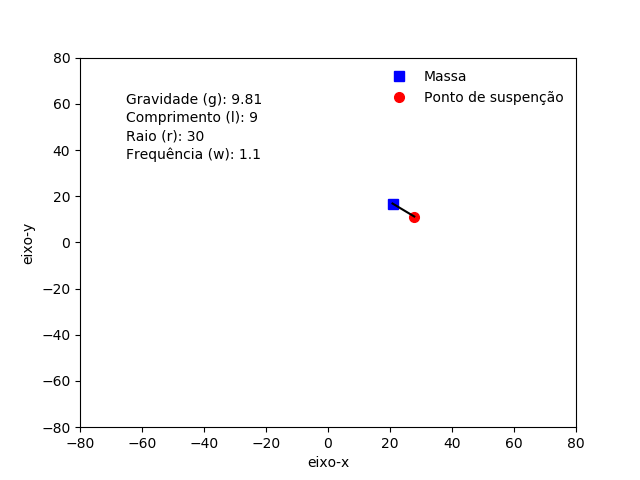 Gravidade (g): 9.81
Comprimento (l): 9
Raio (r): 30
Frequência (w): 1.1
Massa
Ponto de suspenção
80
60
40
20
0
−20
−40
−60
−80
eixo-y
−80 −60 −40 −20 0 20 40 60 80
eixo-x